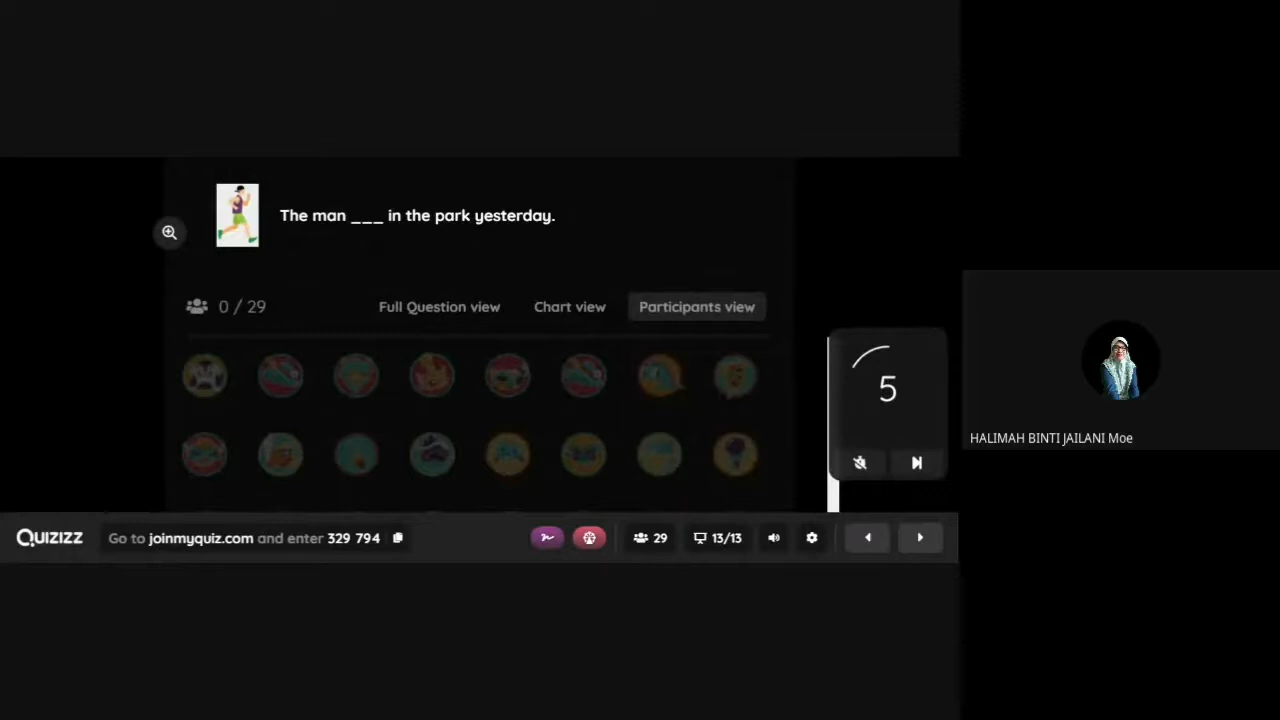 The man ___ in the park yesterday.
0 / 29
Full Question view
Chart view
Participants view
5
HALIMAH BINTI JAILANI Moe
QUIZIZZ
Go to joinmyquiz.com and enter 329 794
29
13/13